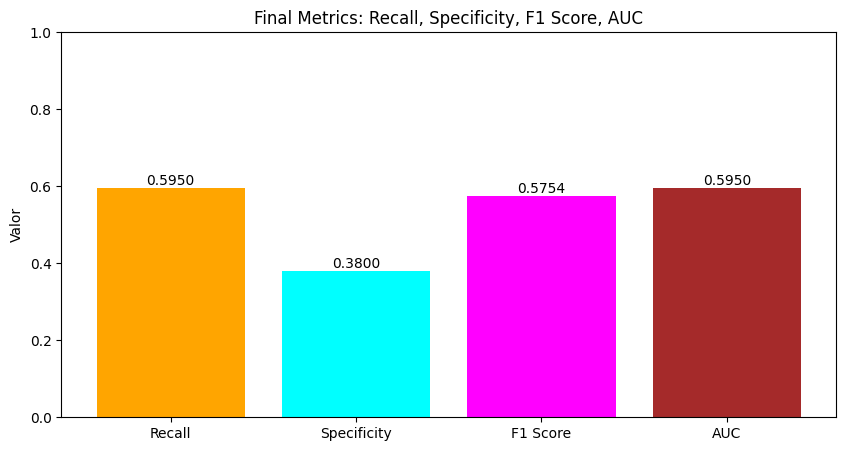 Final Metrics: Recall, Specificity, F1 Score, AUC
Valor
1.0
0.8
0.6
0.4
0.2
0.0
0.5950
0.3800
0.5754
0.5950
Recall
Specificity
F1 Score
AUC